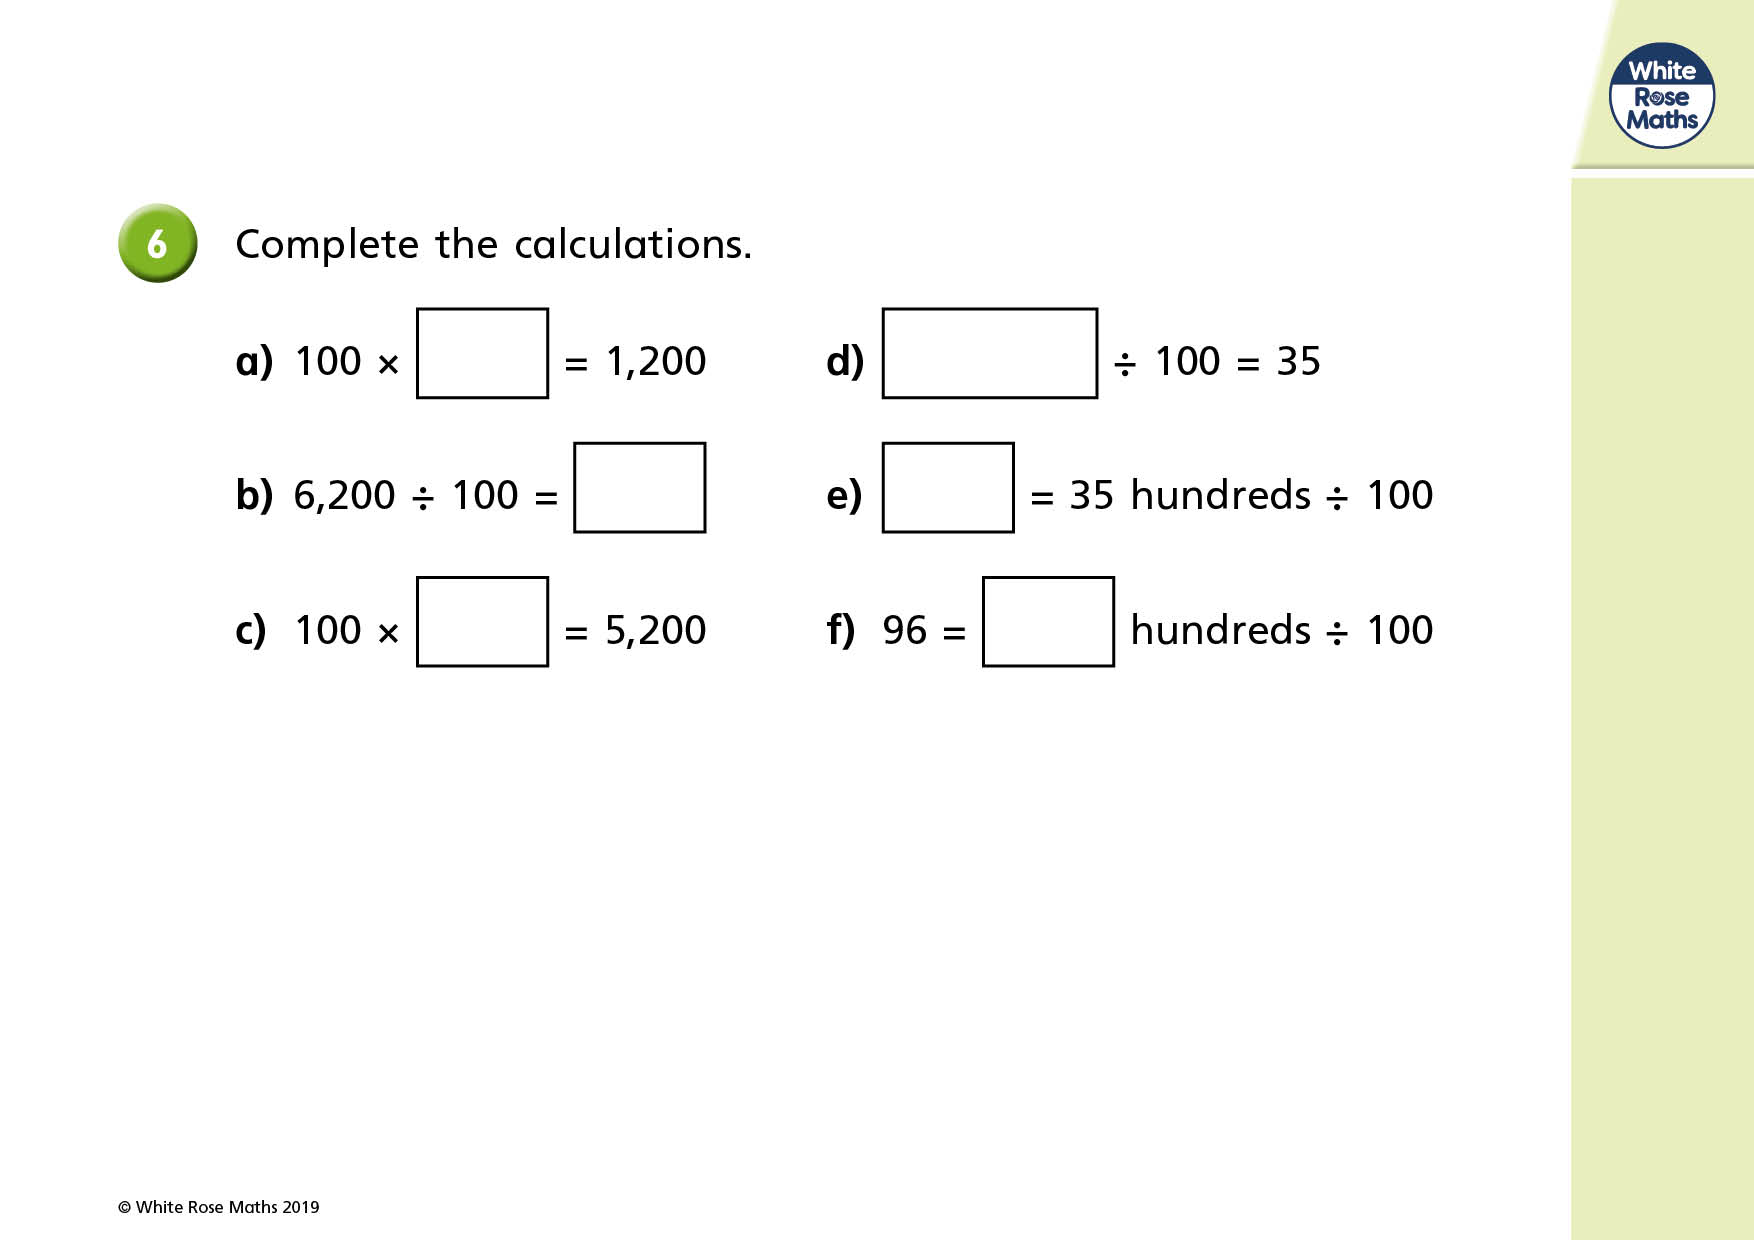 White
Rose
Maths
6 Complete the calculations.
a) 100 × = 1,200
b) 6,200 ÷ 100 =
c) 100 × = 5,200
d) ÷ 100 = 35
e) = 35 hundreds ÷ 100
f) 96 = hundreds ÷ 100
© White Rose Maths 2019